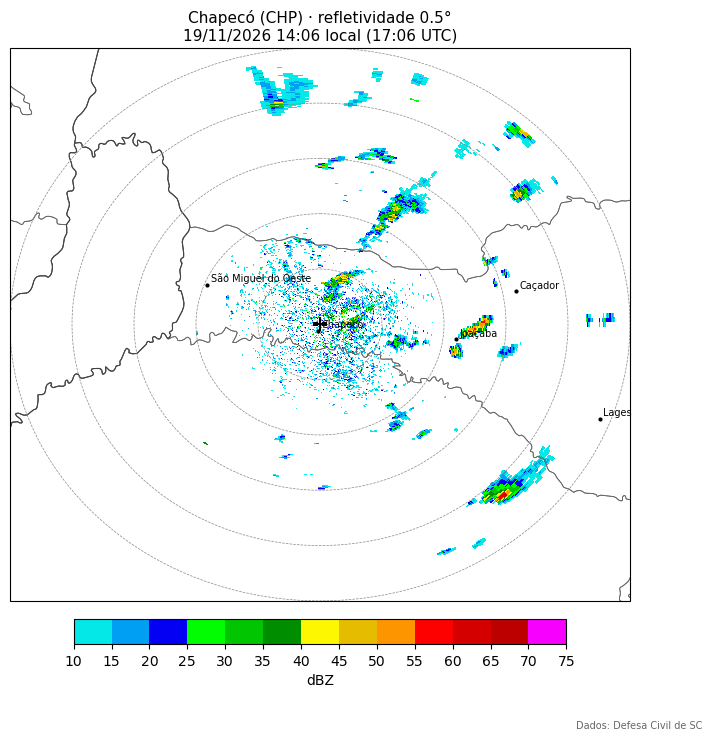 Chapecó (CHP) · refletividade 0.5°
19/11/2026 14:06 local (17:06 UTC)
São Miguel do Oeste
Caçador
Chapecó
Joaçaba
Lages
10 15 20 25 30 35 40 45 50 55 60 65 70 75
dBZ
Dados: Defesa Civil de SC